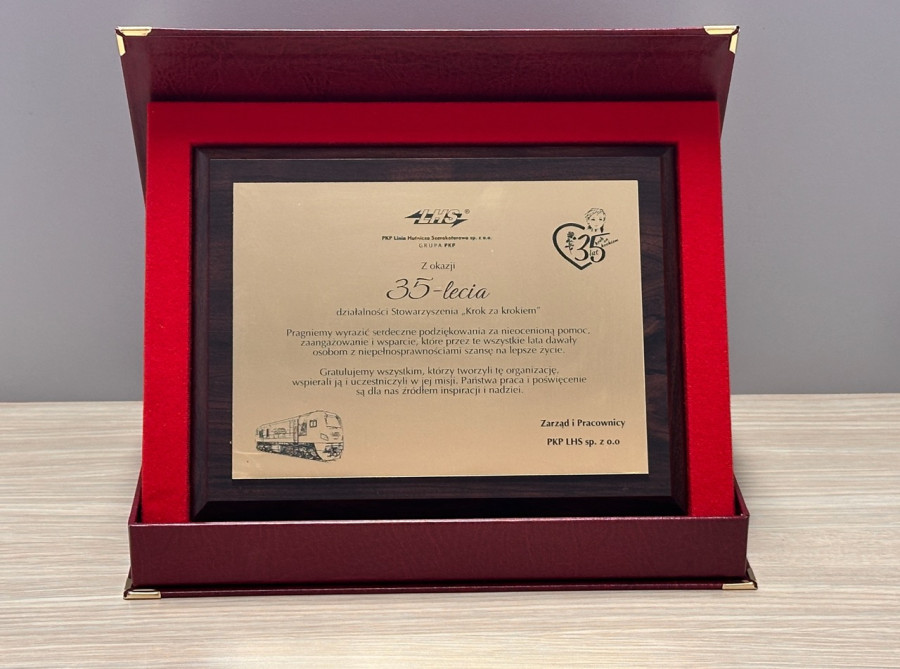 LHS®
PKP Linia Hutnicza Szerokotorowa sp. z o.o.
GRUPA PKP
35
lat
Z okazji
35-lecia
działalności Stowarzyszenia „Krok za krokiem"
Pragniemy wyrazić serdeczne podziękowania za nieocenioną pomoc,
zaangażowanie i wsparcie, które przez te wszystkie lata dawały
osobom z niepełnosprawnościami szansę na lepsze życie.
Gratulujemy wszystkim, którzy tworzyli tę organizację,
wspierali ją i uczestniczyli w jej misji. Państwa praca i poświęcenie
są dla nas źródłem inspiracji i nadziei.
Zarząd i Pracownicy
PKP LHS sp. z o.o